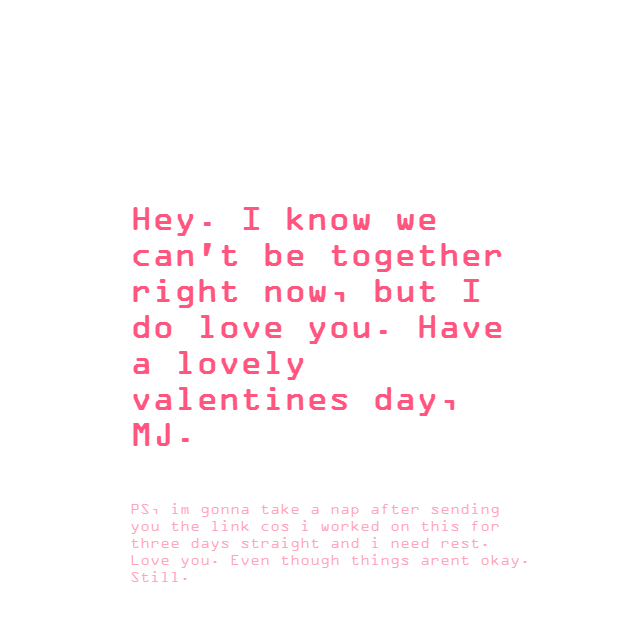 Hey. I know we
can't be together
right now, but I
do love you. Have
a lovely
valentines day,
MJ.
PS, im gonna take a nap after sending
you the link cos i worked on this for
three days straight and i need rest.
Love you. Even though things arent okay.
Still.